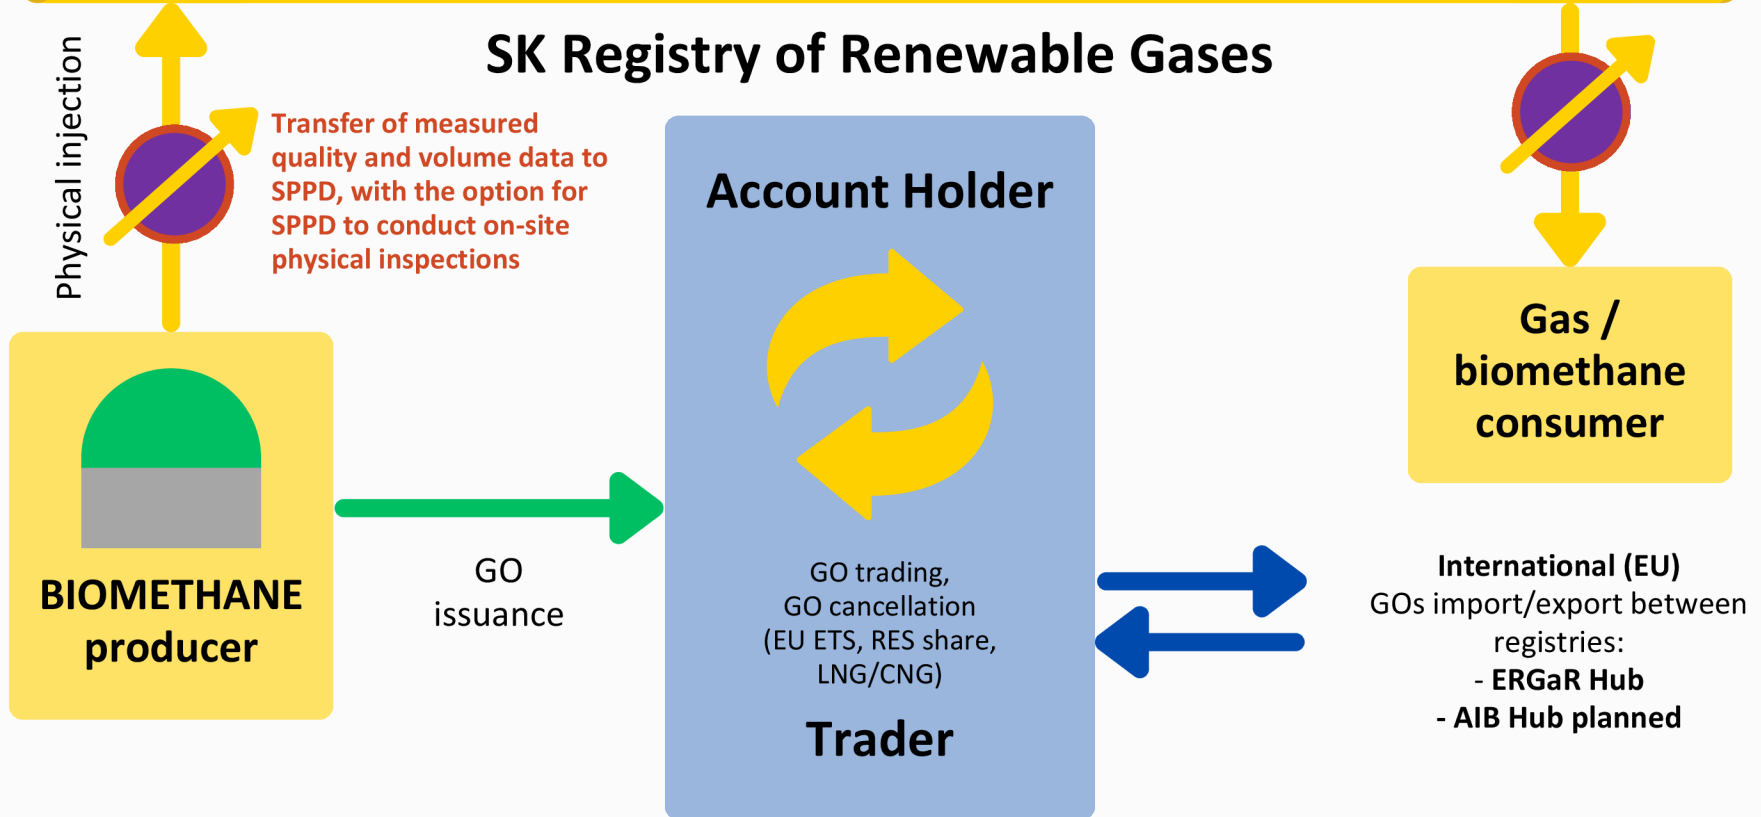 SK Registry of Renewable Gases
Physical injection
Transfer of measured
quality and volume data to
SPPD, with the option for
SPPD to conduct on-site
physical inspections
Account Holder
Gas /
biomethane
consumer
BIOMETHANE
producer
GO
issuance
GO trading,
GO cancellation
(EU ETS, RES share,
LNG/CNG)
Trader
International (EU)
GOs import/export between
registries:
- ERGaR Hub
- AIB Hub planned